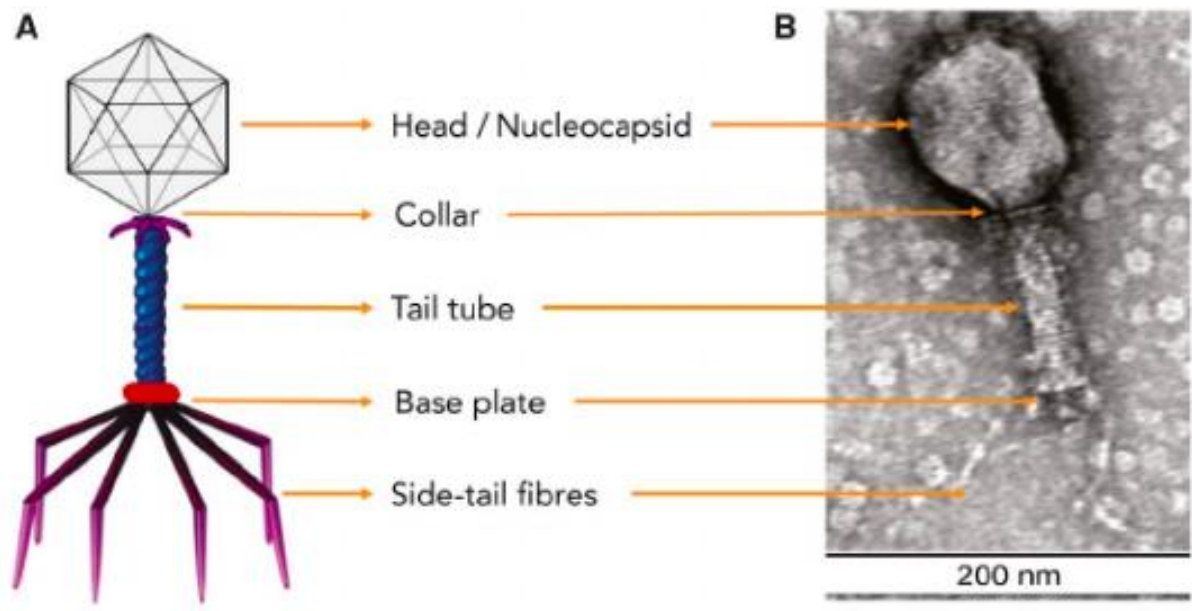 A
B
Head / Nucleocapsid
Collar
Tail tube
Base plate
Side-tail fibres
200 nm